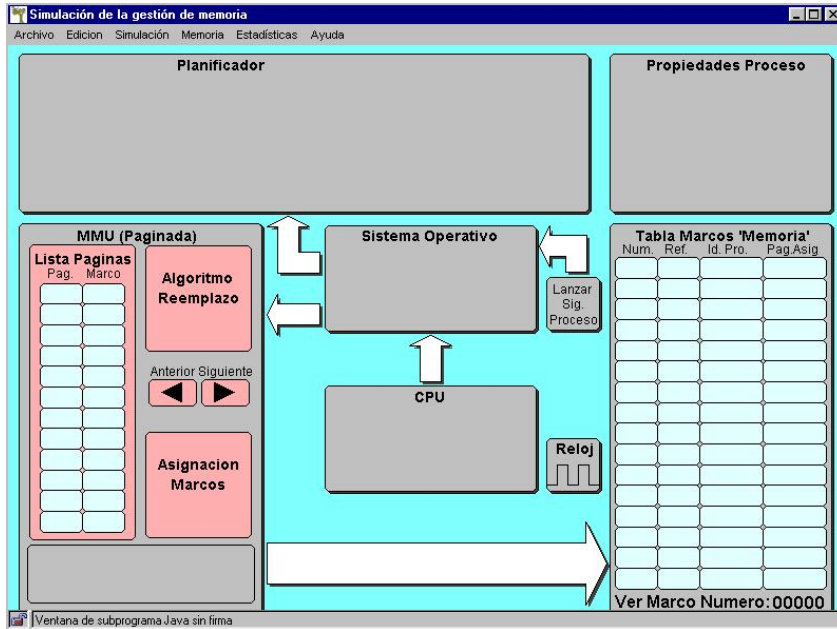 Simulación de la gestión de memoria
Archivo Edicion Simulación Memoria Estadísticas Ayuda
Planificador
Propiedades Proceso
MMU (Paginada)
Lista Paginas
Pag. Marco
Algoritmo
Reemplazo
Anterior Siguiente
Asignacion
Marcos
Sistema Operativo
Lanzar
Sig.
Proceso
CPU
Reloj
Tabla Marcos 'Memoria'
Num. Ref. Id. Pro. Pag.Asig
Ver Marco Numero:00000
Ventana de subprograma Java sin firma